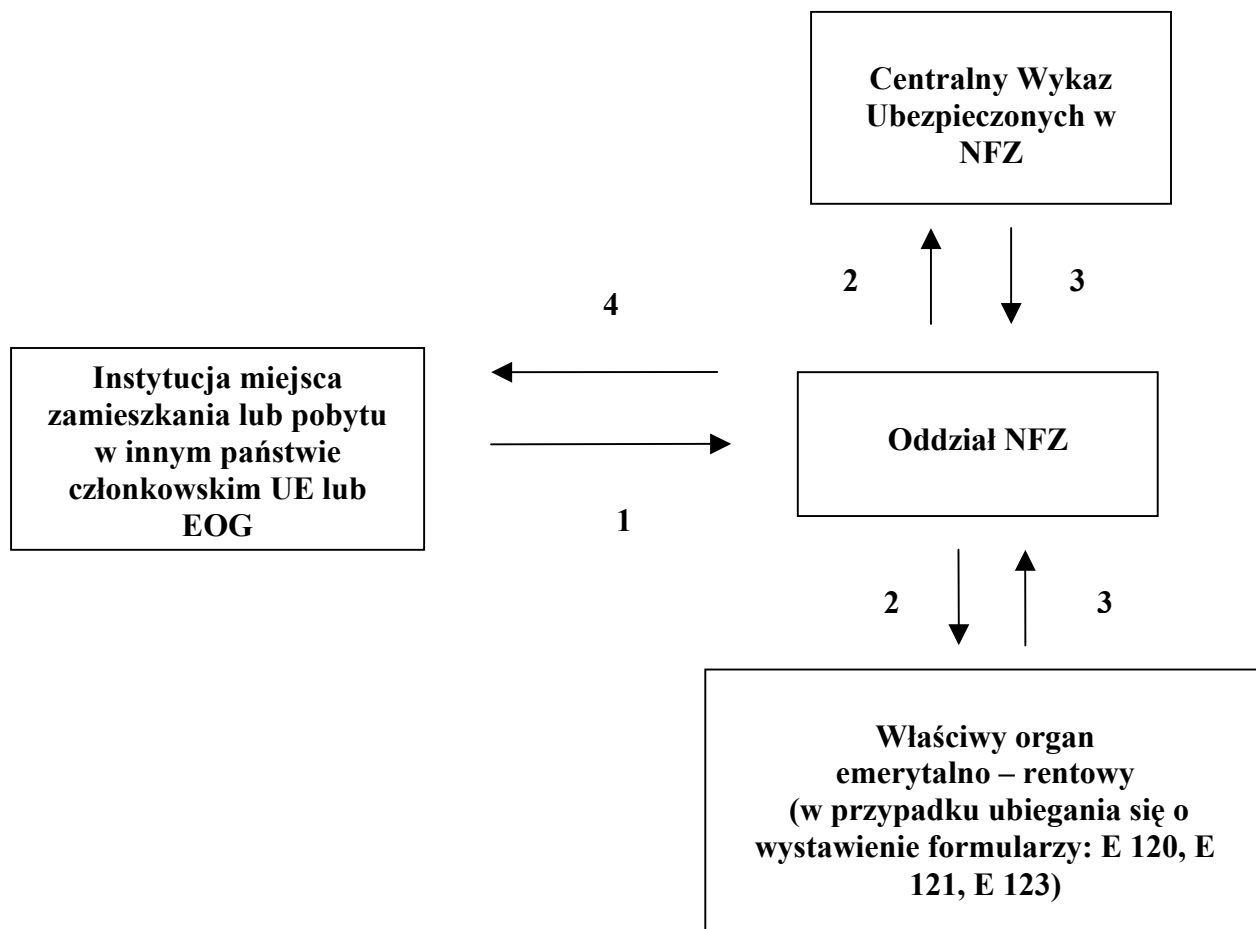 Centralny Wykaz
Ubezpieczonych w
NFZ
2
3
4
Instytucja miejsca
zamieszkania lub pobytu
w innym państwie
członkowskim UE lub
EOG
Oddział NFZ
1
2
3
Właściwy organ
emerytalno – rentowy
(w przypadku ubiegania się o
wystawienie formularzy: E 120, E
121, E 123)